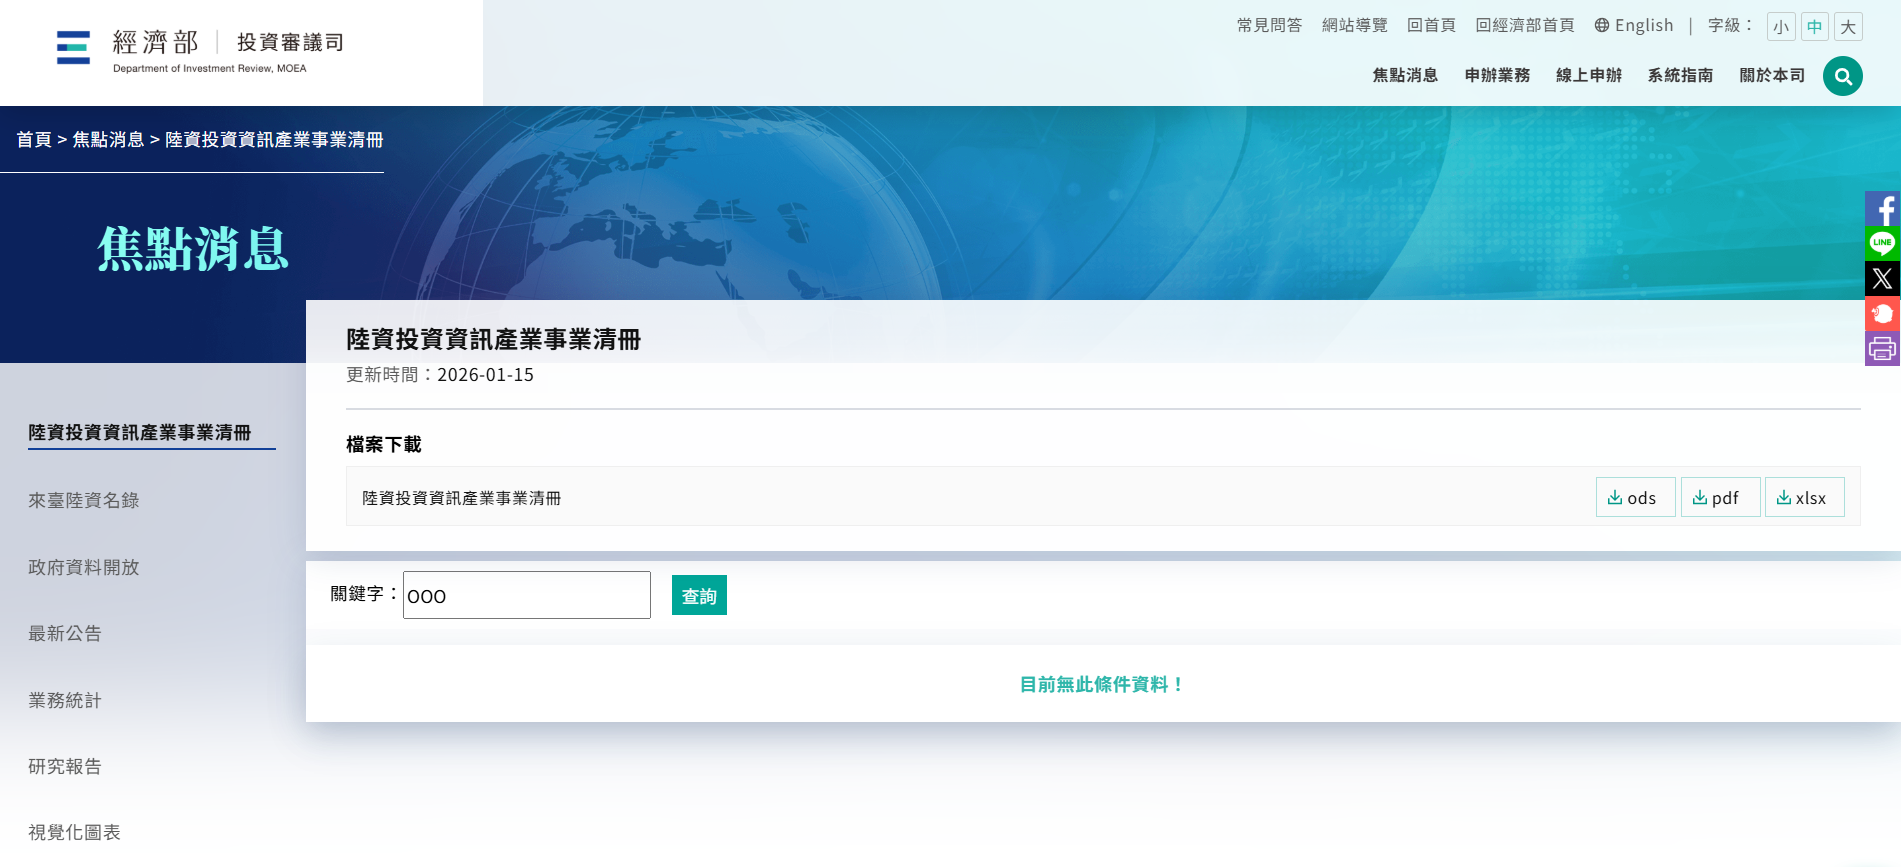 經濟部 | 投資審議司
Department of Investment Review, MOEA
常見問答 網站導覽 回首頁 回經濟部首頁 English | 字級： 小 中 大
焦點消息 申辦業務 線上申辦 系統指南 關於本司
首頁 > 焦點消息 > 陸資投資資訊產業事業清冊
焦點消息
LINE
陸資投資資訊產業事業清冊
更新時間：2026-01-15
檔案下載
陸資投資資訊產業事業清冊 ods pdf xlsx
關鍵字： OOO 查詢
目前無此條件資料！
陸資投資資訊產業事業清冊
來臺陸資名錄
政府資料開放
最新公告
業務統計
研究報告
視覺化圖表